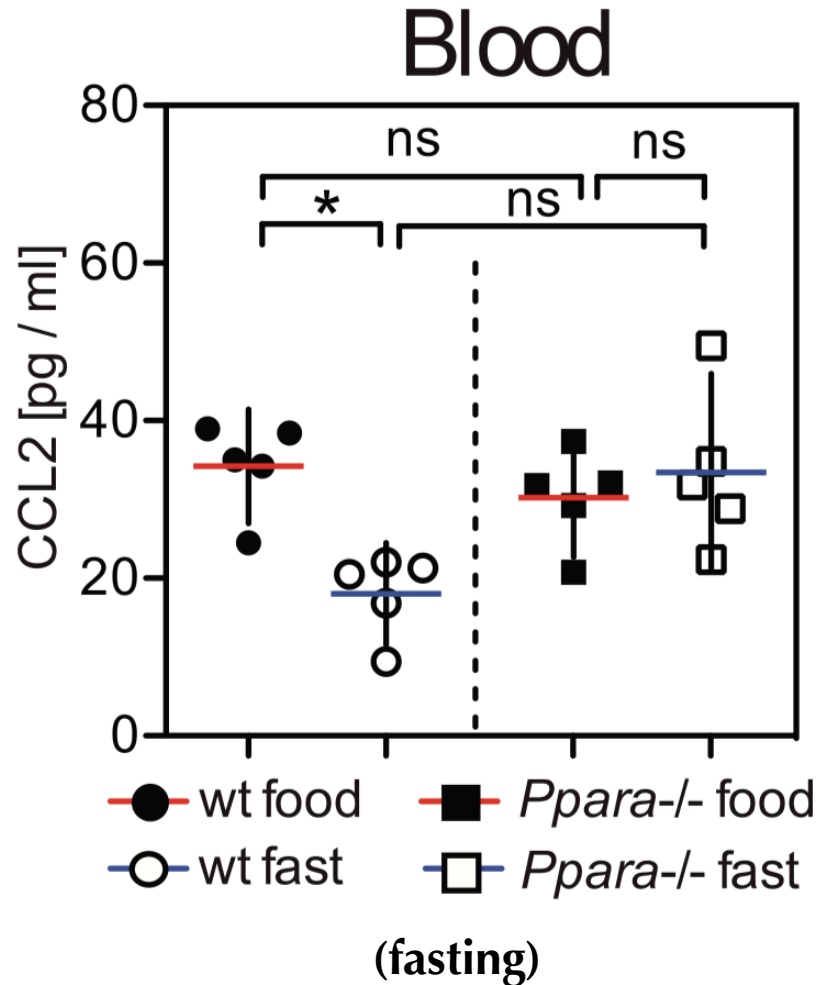 Blood
80
ns
ns
*
ns
60
40
20
0
CCL2 [pg / ml]
wt food
Ppara-/- food
wt fast
Ppara-/- fast
(fasting)